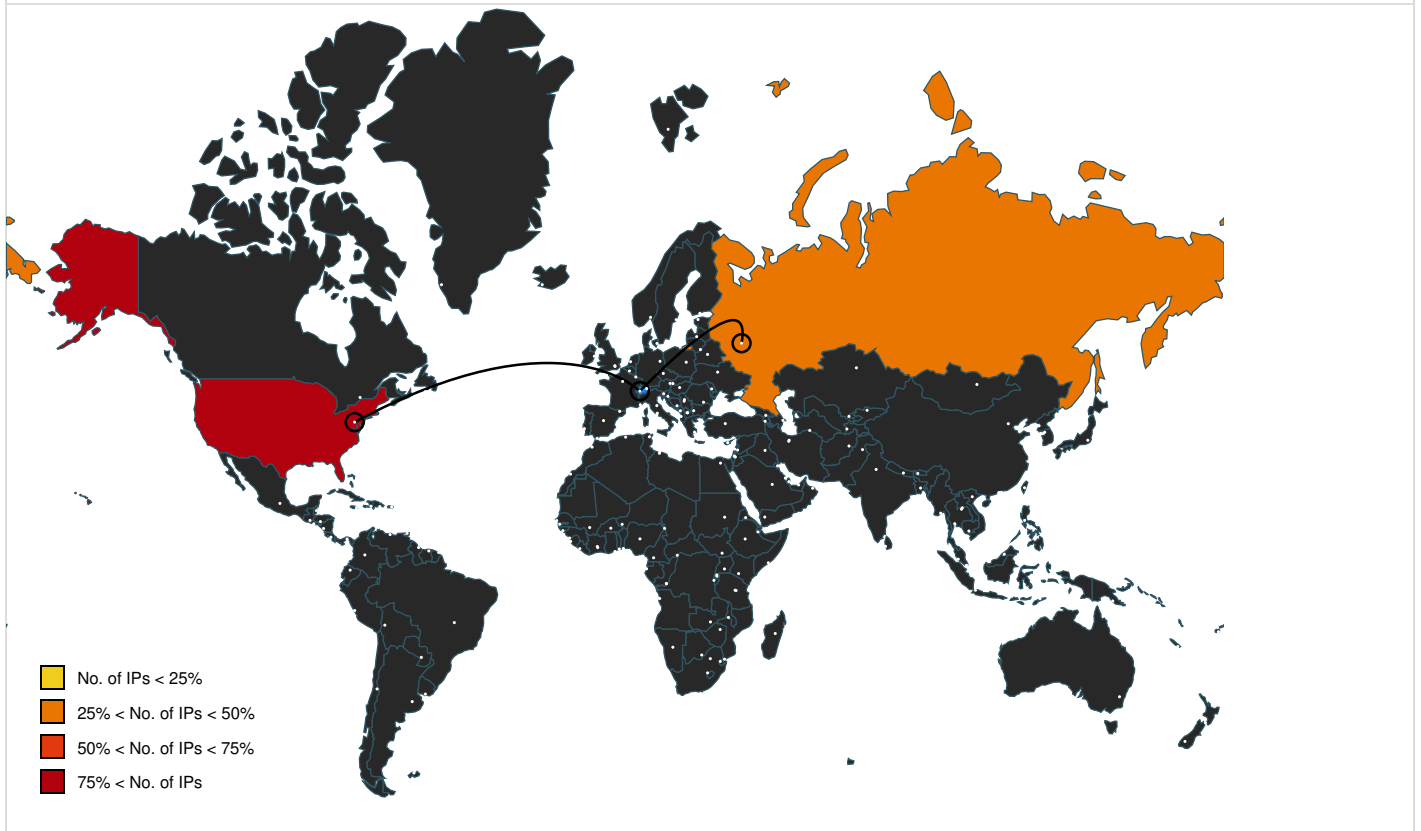 No. of IPs < 25%
25% < No. of IPs < 50%
50% < No. of IPs < 75%
75% < No. of IPs